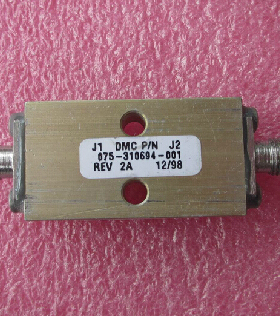 J1 DMC P/N J2
075-310694-001
REV 2A 12/98